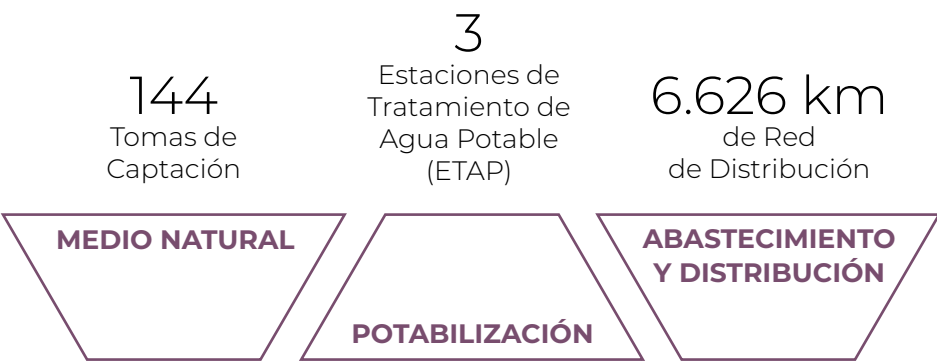 144
Tomas de
Captación
3
Estaciones de
Tratamiento de
Agua Potable
(ETAP)
6.626 km
de Red
de Distribución
MEDIO NATURAL
POTABILIZACIÓN
ABASTECIMIENTO
Y DISTRIBUCIÓN